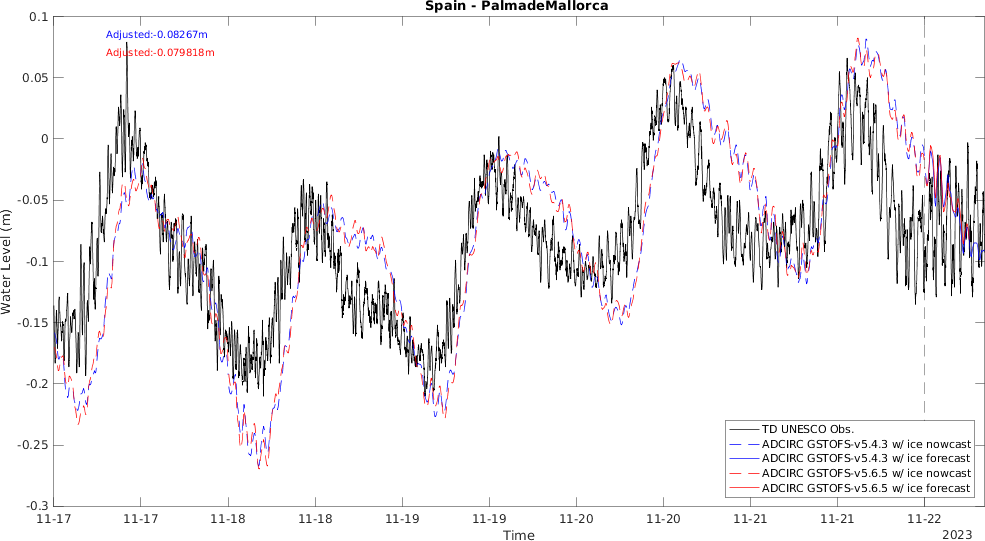 Spain - PalmadeMallorca
Adjusted:-0.08267m
Adjusted:-0.079818m
0.1
0.05
0
-0.05
-0.1
-0.15
-0.2
-0.25
-0.3
Water Level (m)
TD UNESCO Obs.
ADCIRC GSTOFS-v5.4.3 w/ ice nowcast
ADCIRC GSTOFS-v5.4.3 w/ ice forecast
ADCIRC GSTOFS-v5.6.5 w/ ice nowcast
ADCIRC GSTOFS-v5.6.5 w/ ice forecast
11-17 11-17 11-18 11-18 11-19 11-19 11-20 11-20 11-21 11-21 11-22
Time
2023